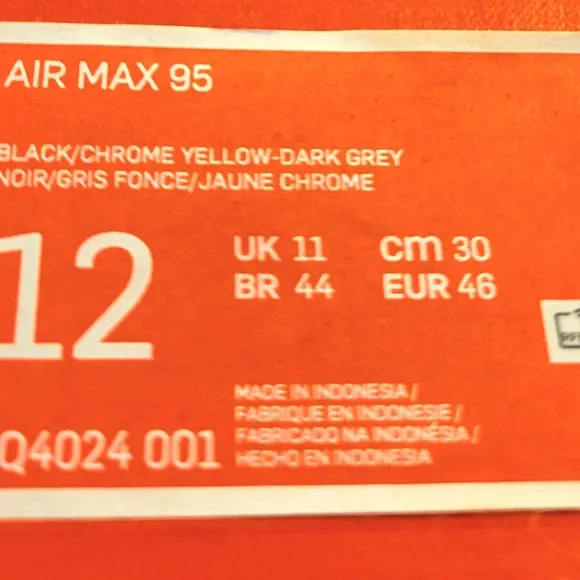 AIR MAX 95
BLACK/CHROME YELLOW-DARK GREY
NOIR/GRIS FONCE/JAUNE CHROME
12
UK 11 cm 30
BR 44 EUR 46
MADE IN INDONESIA /
FABRIQUE EN INDONESIE /
FABRICADO NA INDONÉSIA /
HECHO EN INDONESIA
Q4024 001